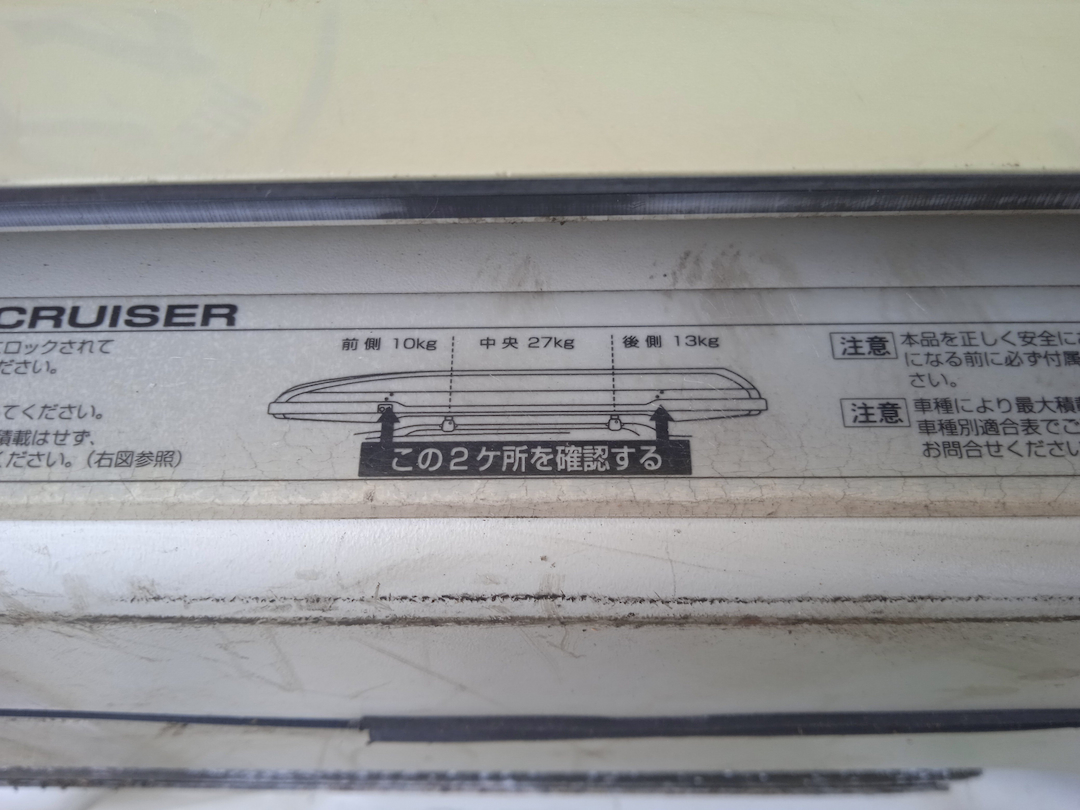 CRUISER
ロックされて
ださい。
てください。
積載はせず、
ください。(右図参照)
前側 10kg
中央 27kg
後側 13kg
この2ケ所を確認する
注意 本品を正しく安全にお
になる前に必ず付属
さい。
注意 車種により最大積載
車種別適合表でご
お問合せください